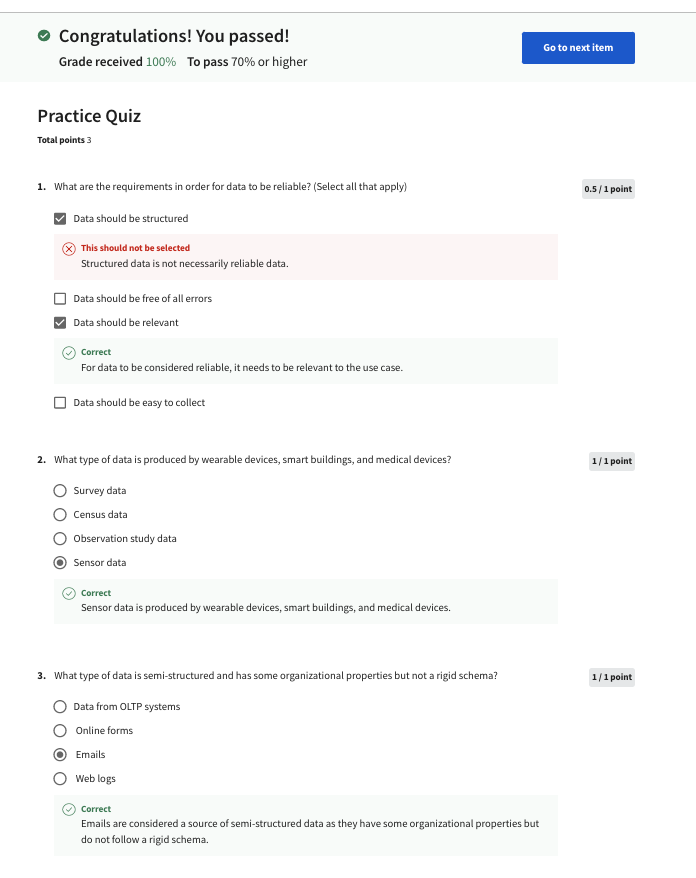 Congratulations! You passed!
Grade received 100% To pass 70% or higher
Go to next item
Practice Quiz
Total points 3
1. What are the requirements in order for data to be reliable? (Select all that apply)
0.5 / 1 point
Data should be structured
This should not be selected
Structured data is not necessarily reliable data.
Data should be free of all errors
Data should be relevant
Correct
For data to be considered reliable, it needs to be relevant to the use case.
Data should be easy to collect
2. What type of data is produced by wearable devices, smart buildings, and medical devices?
1 / 1 point
Survey data
Census data
Observation study data
Sensor data
Correct
Sensor data is produced by wearable devices, smart buildings, and medical devices.
3. What type of data is semi-structured and has some organizational properties but not a rigid schema?
1 / 1 point
Data from OLTP systems
Online forms
Emails
Web logs
Correct
Emails are considered a source of semi-structured data as they have some organizational properties but
do not follow a rigid schema.